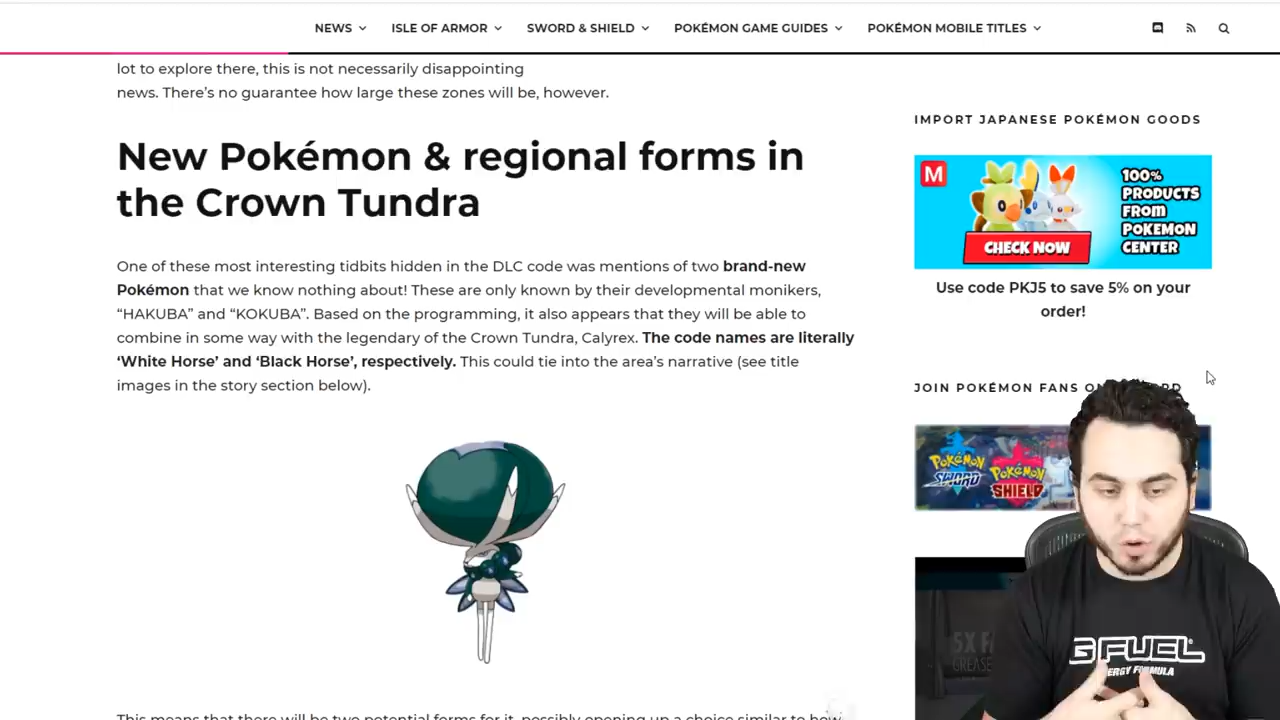 NEWS
ISLE OF ARMOR
SWORD & SHIELD
POKÉMON GAME GUIDES
POKÉMON MOBILE TITLES
lot to explore there, this is not necessarily disappointing
news. There's no guarantee how large these zones will be, however.
New Pokémon & regional forms in
the Crown Tundra
One of these most interesting tidbits hidden in the DLC code was mentions of two brand-new
Pokémon that we know nothing about! These are only known by their developmental monikers,
“HAKUBA” and “KOKUBA”. Based on the programming, it also appears that they will be able to
combine in some way with the legendary of the Crown Tundra, Calyrex. The code names are literally
‘White Horse’ and ‘Black Horse’, respectively. This could tie into the area's narrative (see title
images in the story section below).
This means that there will be two potential forms for it, possibly opening up a choice similar to how
IMPORT JAPANESE POKÉMON GOODS
M
100%
PRODUCTS
FROM
POKEMON
CENTER
CHECK NOW
Use code PKJ5 to save 5% on your
order!
JOIN POKÉMON FANS
POKÉMON
SWORD
POKÉMON
SHIELD
GREASE
G FUEL
ERGY FORMULA